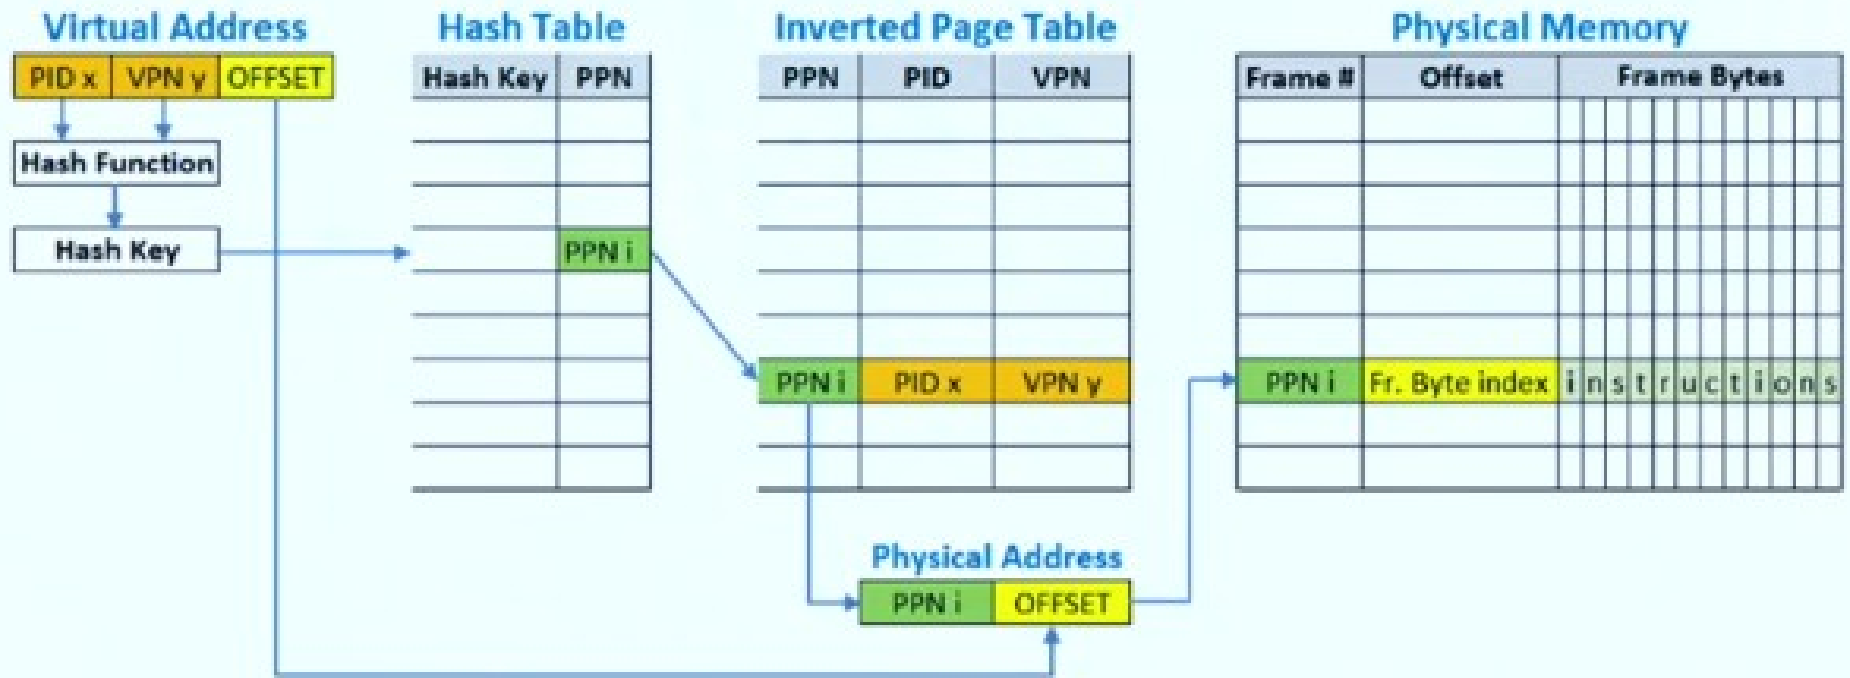 Virtual Address
Hash Table
Inverted Page Table
Physical Memory
PID x VPN y OFFSET
Hash Key PPN
PPN PID VPN
Frame # Offset Frame Bytes
Hash Function
Hash Key
PPN i
PPN i PID x VPN y
PPN i Fr. Byte index i n s t r u c t i o n s
Physical Address
PPN i OFFSET